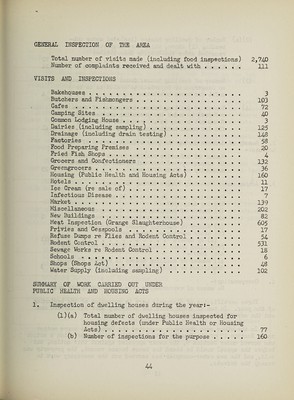 GENERAL INSPECTION OF THE AREA
Total number of visits made (including food inspections) 2,740
Number of complaints received and dealt with . . . . . . 111
VISITS AND INSPECTIONS
Bakehouses . . . . . . . . . . . . . . . . . . . . 3
Butchers and Fishmongers . . . . . . . . . . . . . 103
Cafes . . . . . . . . . . . . . . . . . . . . . . 72
Camping Sites . . . . . . . . . . . . . . . . . . 40
Common Lodging House . . . . . . . . . . . . . . . 3
Dairies (including sampling) . . . . . . . . . . . 125
Drainage (including drain testing) . . . . . . . . 148
Factories . . . . . . . . . . . . . . . . . . . . 58
Food Preparing Premises . . . . . . . . . . . . . 20
Fried Fish Shops . . . . . . . . . . . . . . . . . 4
Grocers and Confectioners . . . . . . . . . . . . 132
Greengrocers . . . . . . . . . . . . . . . . . . . 36
Housing (Public Health and Housing Acts) . . . . . 160
Hotels . . . . . . . . . . . . . . . . . . . . . . 11
Ice Cream (re sale of) . . . . . . . . . . . . . . 17
Infectious Disease . . . . . . . . . . . . . . . . 7
Market . . . . . . . . . . . . . . . . . . . . . . 139
Miscellaneous . . . . . . . . . . . . . . . . . . 202
New Buildings . . . . . . . . . . . . . . . . . . 82
Meat Inspection (Grange Slaughterhouse) . . . . . 605
Privies and Cesspools . . . . . . . . . . . . . . 17
Refuse Dumps re Flies and Rodent Control . . . . . 54
Rodent Control . . . . . . . . . . . . . . . . . . 531
Sewage Works re Rodent Control . . . . . . . . . . 18
Schools . . . . . . . . . . . . . . . . . . . . . 6
Shops (Shops Act) . . . . . . . . . . . . . . . . 48
Water Supply (including sampling) . . . . . . . . 102
SUMMARY OF WORK CARRIED OUT UNDER
PUBLIC HEALTH AND HOUSING ACTS
I. Inspection of dwelling houses during the year:-
(1)(a) Total number of dwelling houses inspected for
housing defects (under Public Health or Housing
Acts) . . . . . . . . . . . . . . . . . . . . . 77
(b) Number of inspections for the purpose . . . . . 160
44